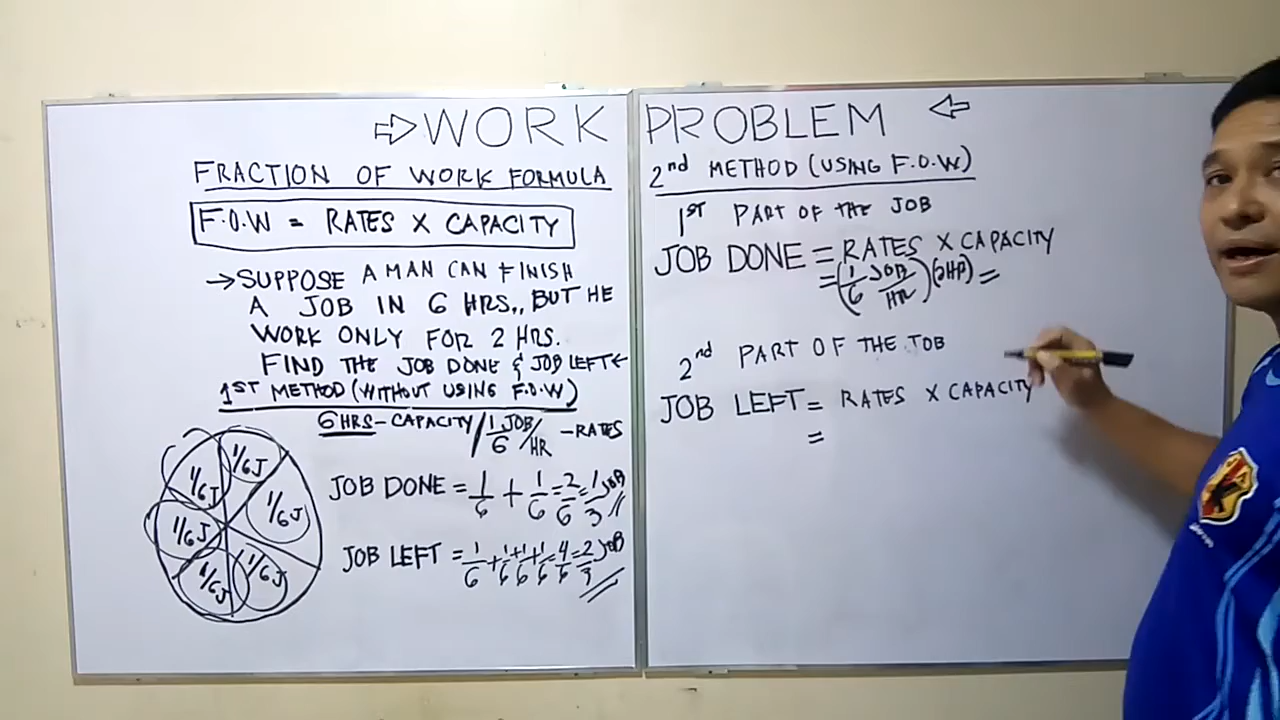 ⇨ WORK
FRACTION OF WORK FORMULA
F.O.W = RATES X CAPACITY
→ SUPPOSE A MAN CAN FINISH
A JOB IN 6 HRS., BUT HE
WORK ONLY FOR 2 HRS.
FIND THE JOB DONE & JOB LEFT←
1ST METHOD (WITHOUT USING F.O.W)
6HRS-CAPACITY / 1/6 JOB/HR -RATES
1/6J
1/6J
1/6J
1/6J
1/6J
1/6J
JOB DONE = 1/6 + 1/6 = 2/6 = 1/3 JOB
JOB LEFT = 1/6 + 1/6 + 1/6 + 1/6 = 4/6 = 2/3 JOB
PROBLEM ⇦
2nd METHOD (USING F.O.W)
1ST PART OF THE JOB
JOB DONE = RATES X CAPACITY
= (1/6 JOB/HR)(2HR) =
2nd PART OF THE JOB
JOB LEFT = RATES X CAPACITY
=